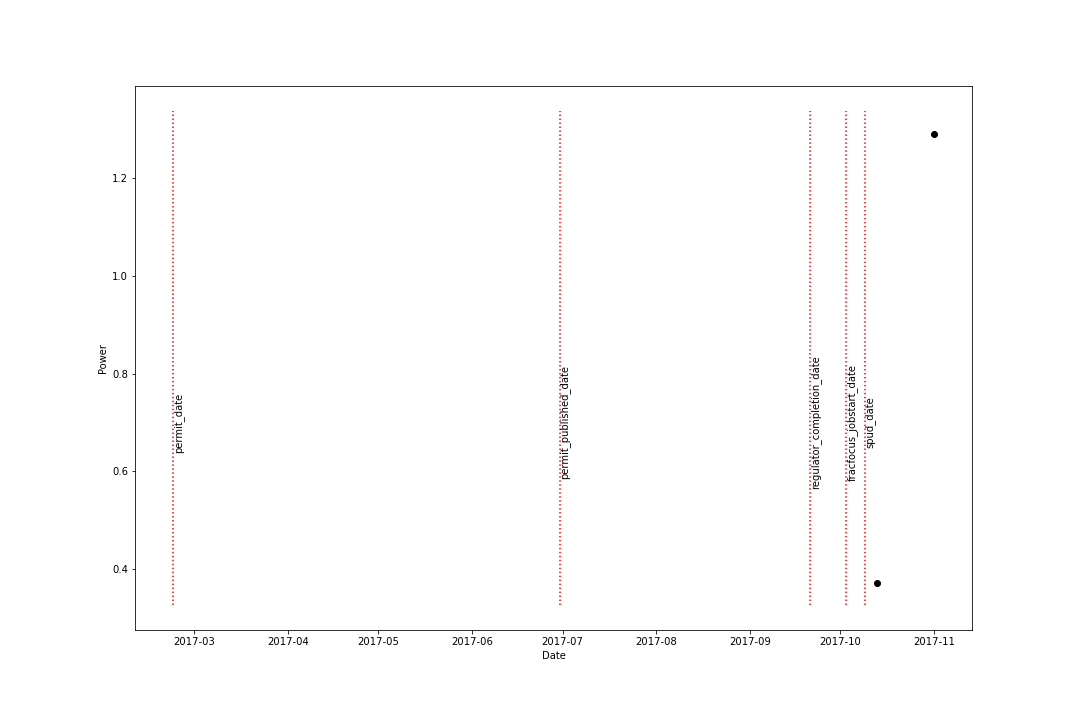 1.2
1.0
0.8
0.6
0.4
Power
permit_date
permit_published_date
regulator_completion_date
fracfocus_jobstart_date
spud_date
2017-03 2017-04 2017-05 2017-06 2017-07 2017-08 2017-09 2017-10 2017-11
Date